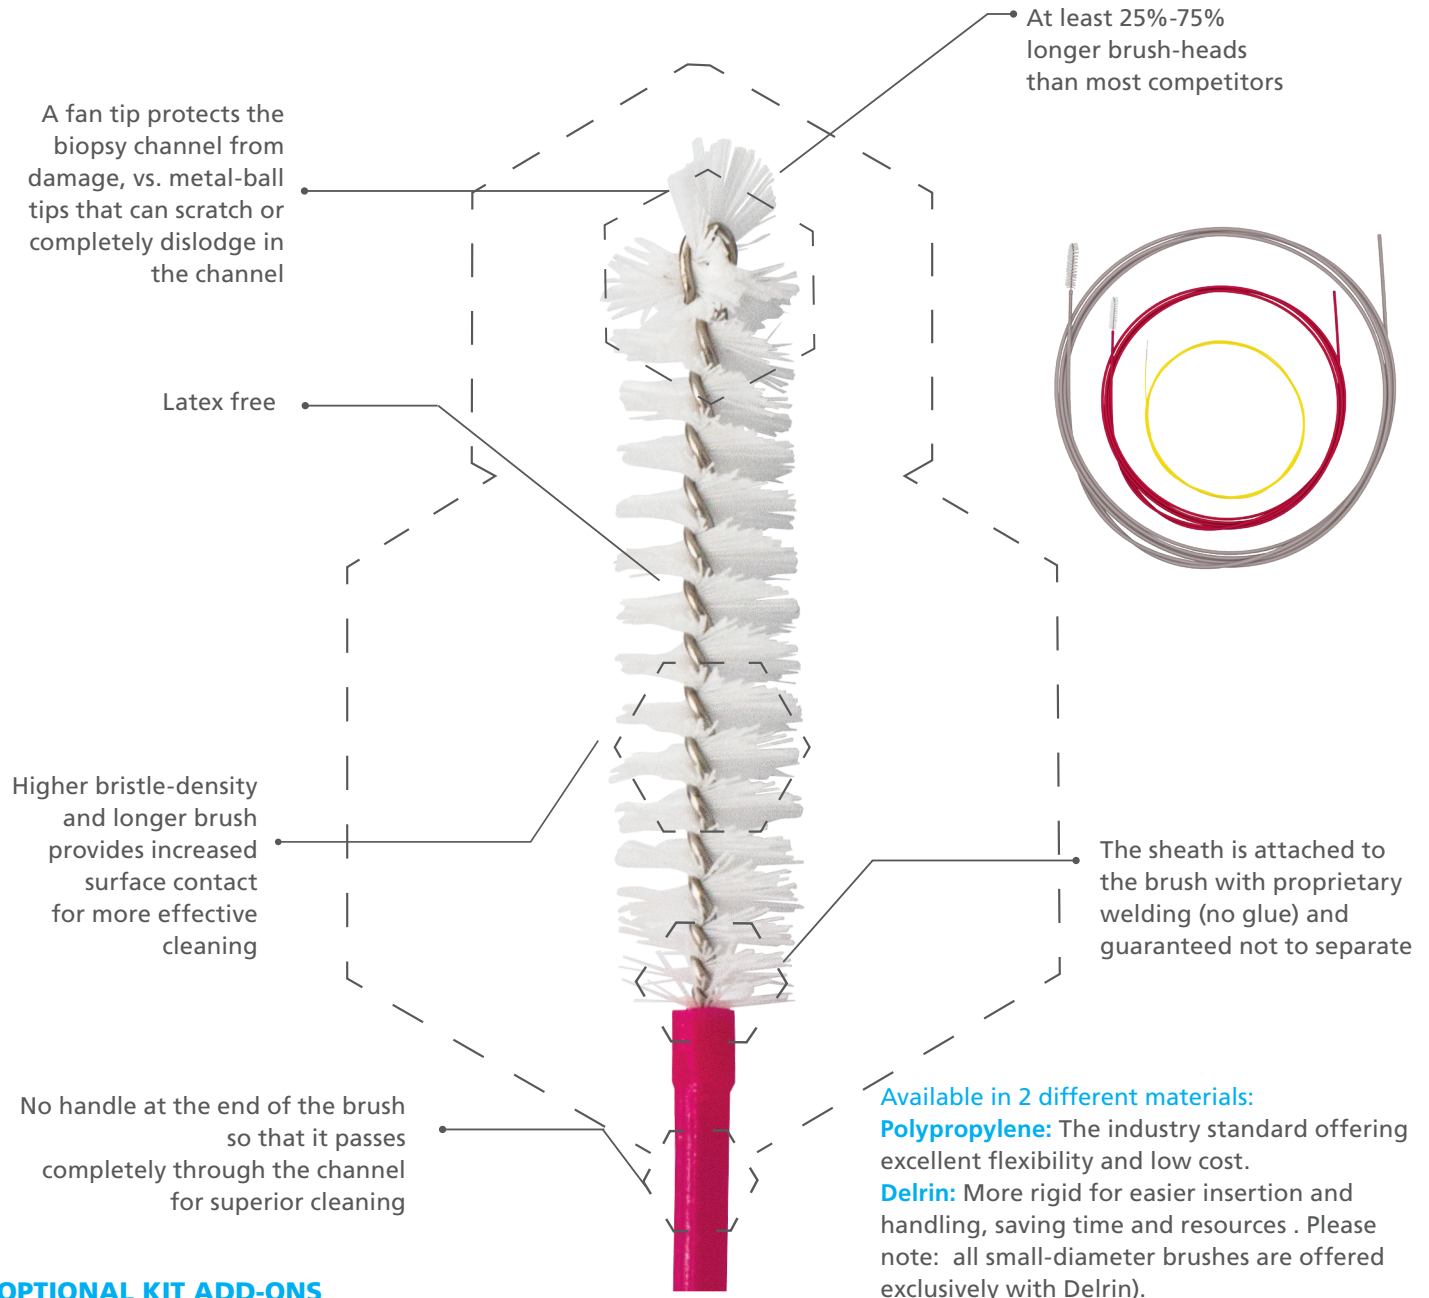 At least 25%-75%
longer brush-heads
than most competitors
A fan tip protects the
biopsy channel from
damage, vs. metal-ball
tips that can scratch or
completely dislodge in
the channel
Latex free
Higher bristle-density
and longer brush
provides increased
surface contact
for more effective
cleaning
The sheath is attached to
the brush with proprietary
welding (no glue) and
guaranteed not to separate
No handle at the end of the brush
so that it passes
completely through the channel
for superior cleaning
Available in 2 different materials:
Polypropylene: The industry standard offering
excellent flexibility and low cost.
Delrin: More rigid for easier insertion and
handling, saving time and resources . Please
note:  all small-diameter brushes are offered
exclusively with Delrin).
OPTIONAL KIT ADD-ONS